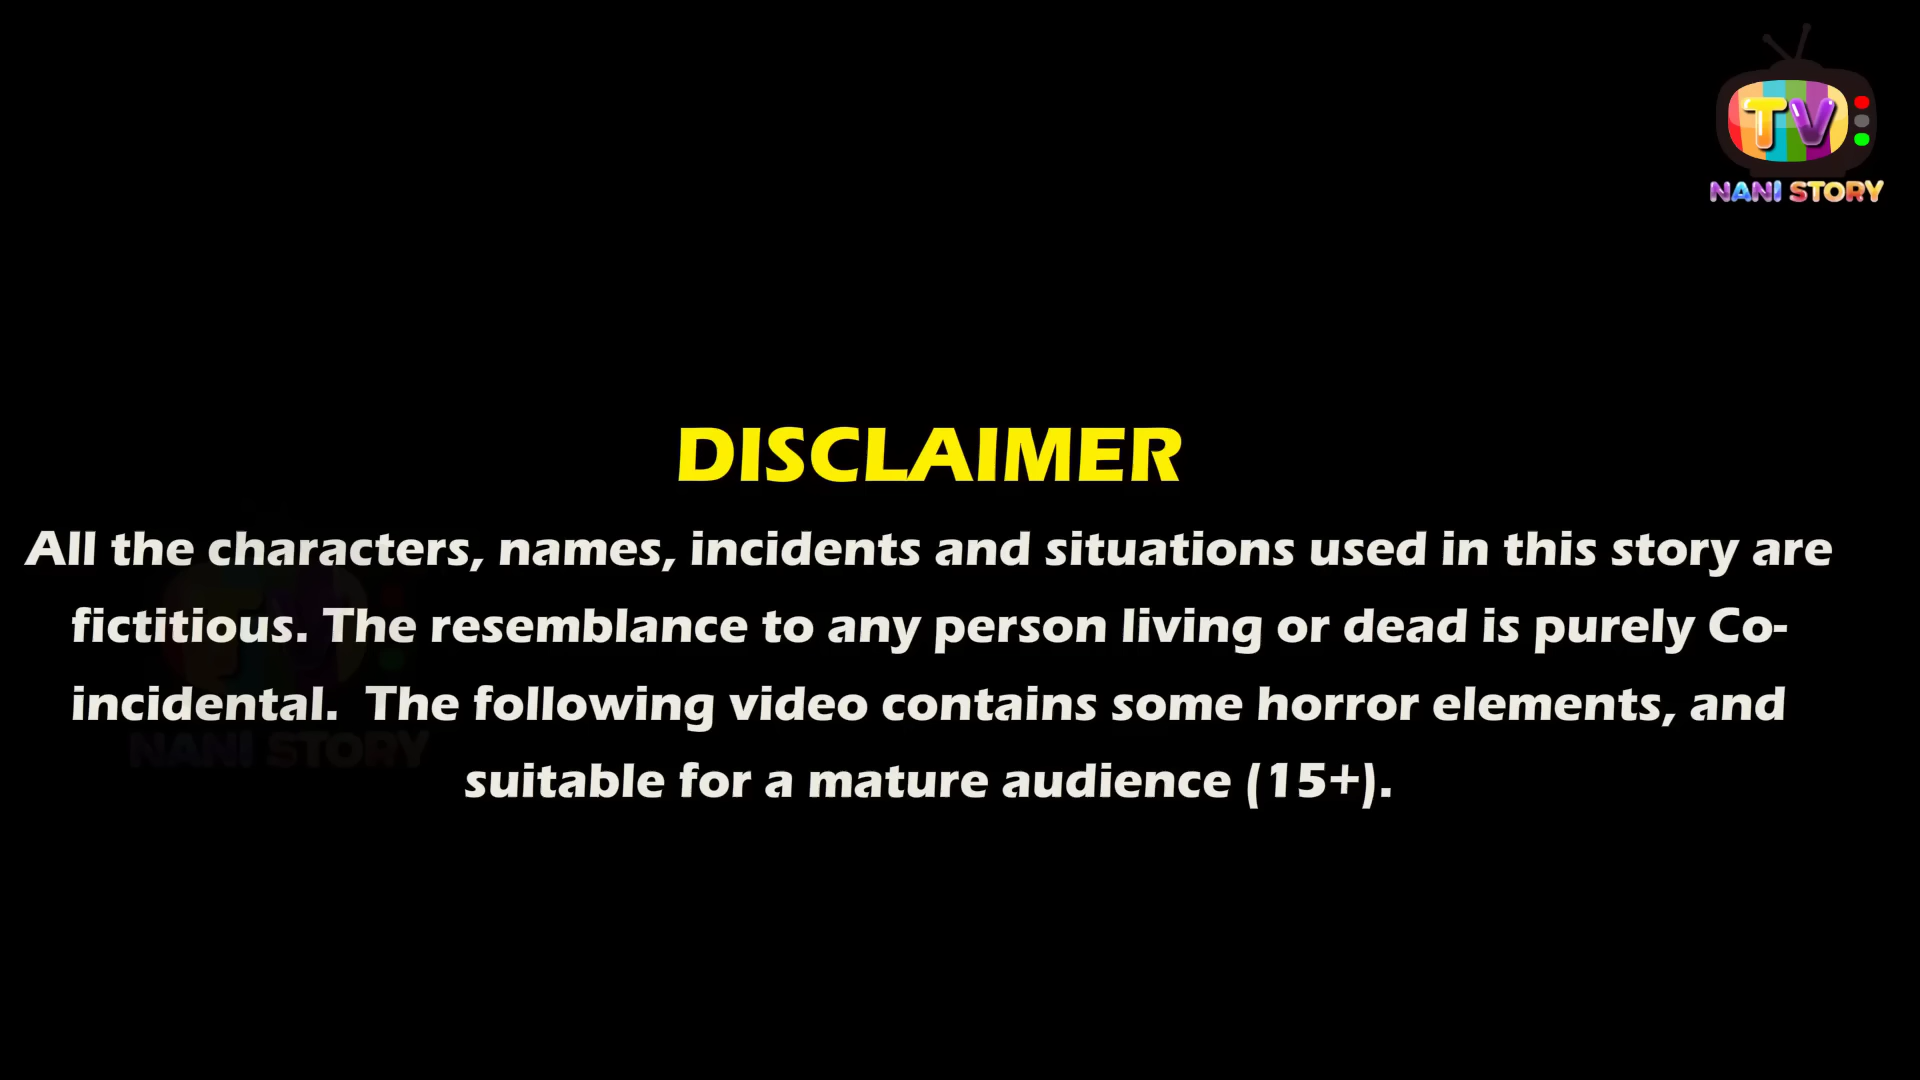 TV
NANI STORY
DISCLAIMER
All the characters, names, incidents and situations used in this story are
fictitious. The resemblance to any person living or dead is purely Co-
incidental.  The following video contains some horror elements, and
NANI STORY
suitable for a mature audience (15+).